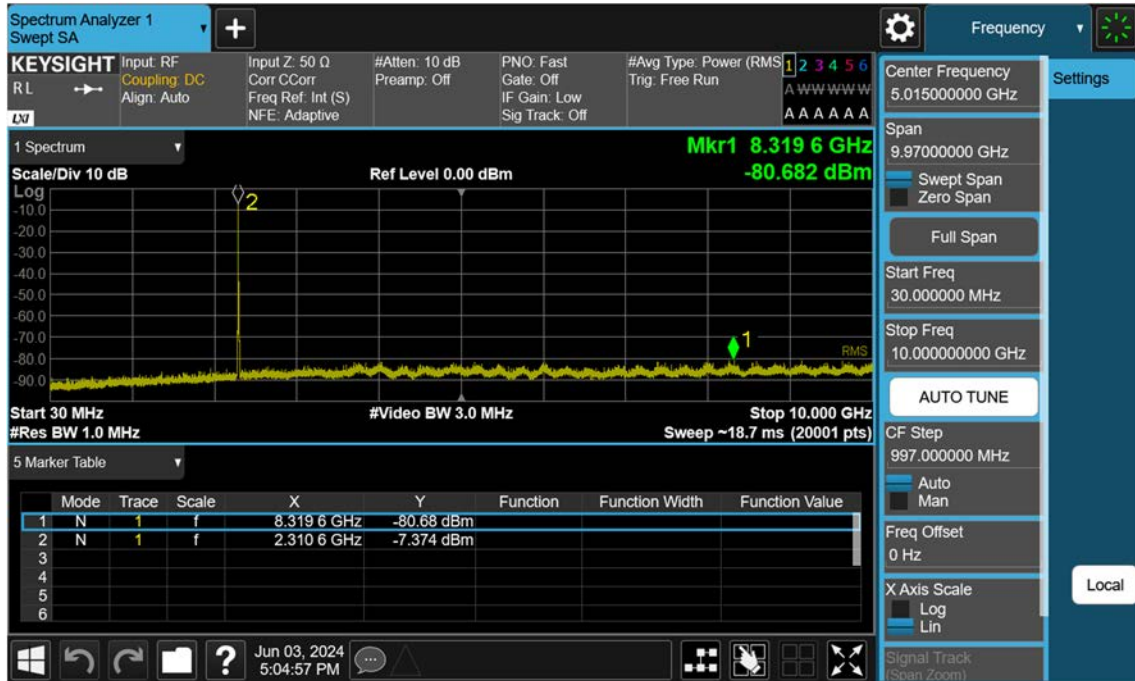 Spectrum Analyzer 1
Swept SA
+
Frequency
KEYSIGHT
R L
LXI
Input: RF
Coupling: DC
Align: Auto
Input Z: 50 Ω
Corr CCorr
Freq Ref: Int (S)
NFE: Adaptive
#Atten: 10 dB
Preamp: Off
PNO: Fast
Gate: Off
IF Gain: Low
Sig Track: Off
#Avg Type: Power (RMS
Trig: Free Run
1 2 3 4 5 6
A W W W W W
A A A A A A
1 Spectrum
Scale/Div 10 dB
Ref Level 0.00 dBm
Mkr1 8.319 6 GHz
-80.682 dBm
Log
-10.0
-20.0
-30.0
-40.0
-50.0
-60.0
-70.0
-80.0
-90.0
2
1
RMS
Start 30 MHz
#Video BW 3.0 MHz
Stop 10.000 GHz
#Res BW 1.0 MHz
Sweep ~18.7 ms (20001 pts)
5 Marker Table
Mode Trace Scale X Y Function Function Width Function Value
1 N 1 f 8.319 6 GHz -80.68 dBm
2 N 1 f 2.310 6 GHz -7.374 dBm
3
4
5
6
?
Jun 03, 2024
5:04:57 PM
Center Frequency
5.015000000 GHz
Span
9.97000000 GHz
Swept Span
Zero Span
Full Span
Start Freq
30.000000 MHz
Stop Freq
10.000000000 GHz
AUTO TUNE
CF Step
997.000000 MHz
Auto
Man
Freq Offset
0 Hz
X Axis Scale
Log
Lin
Signal Track
(Span Zoom)
Settings
Local